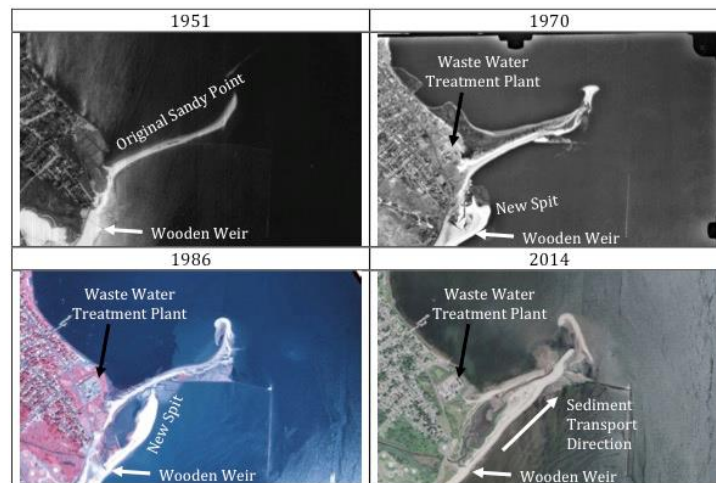 1951
Original Sandy Point
Wooden Weir
1970
Waste Water
Treatment Plant
New Spit
Wooden Weir
1986
Waste Water
Treatment Plant
New Spit
Wooden Weir
2014
Waste Water
Treatment Plant
Sediment
Transport
Direction
Wooden Weir